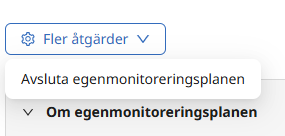 Fler åtgärder
Avsluta egenmonitoreringsplanen
Om egenmonitoreringsplanen